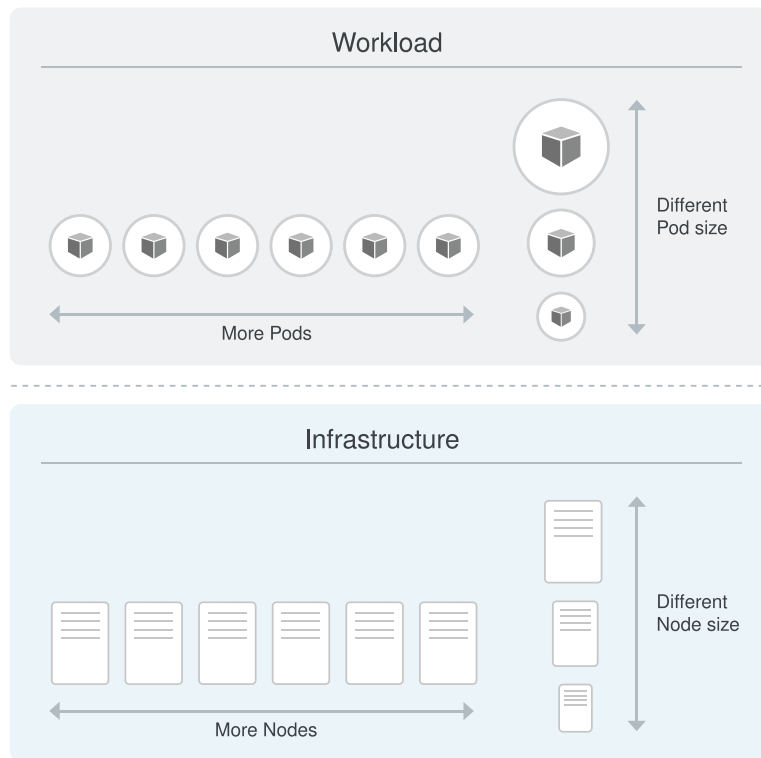 Workload
Different
Pod size
More Pods
Infrastructure
Different
Node size
More Nodes